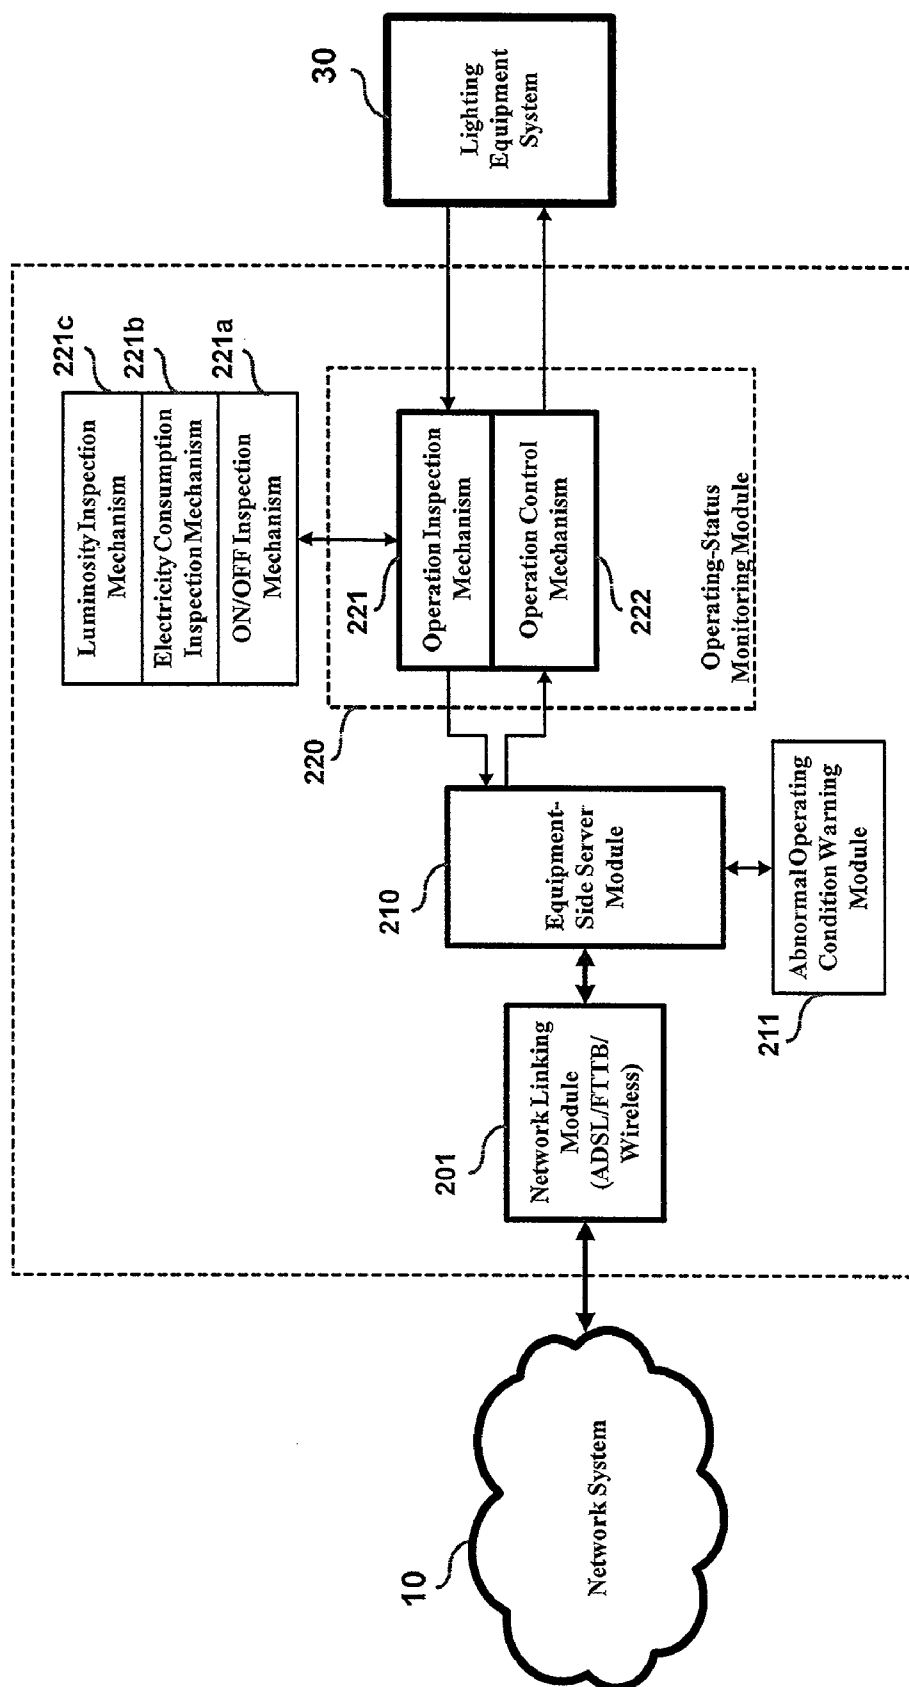 10
Network System
201
Network Linking
Module
(ADSL/FTTB/
Wireless)
210
Equipment-
Side Server
Module
211
Abnormal Operating
Condition Warning
Module
220
221
Operation Inspection
Mechanism
Operation Control
Mechanism
222
Operating-Status
Monitoring Module
Luminosity Inspection
Mechanism
221c
Electricity Consumption
Inspection Mechanism
221b
ON/OFF Inspection
Mechanism
221a
30
Lighting
Equipment
System